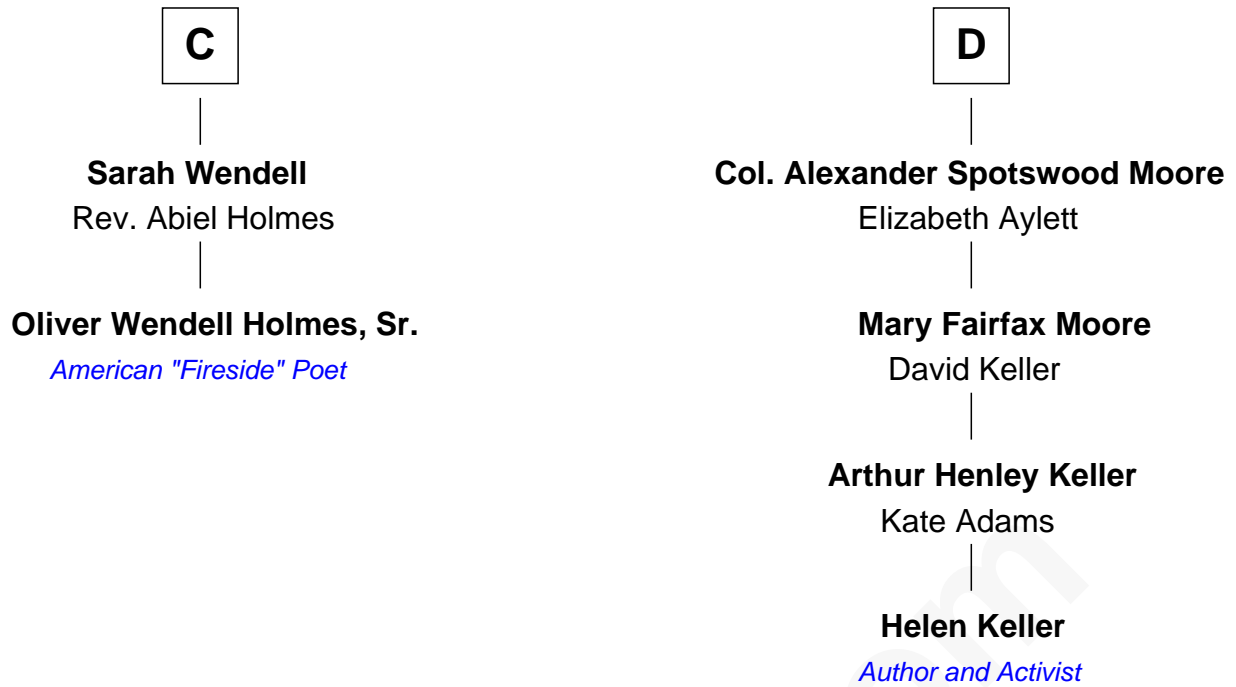 C
Sarah Wendell
Rev. Abiel Holmes
Oliver Wendell Holmes, Sr.
American "Fireside" Poet
D
Col. Alexander Spotswood Moore
Elizabeth Aylett
Mary Fairfax Moore
David Keller
Arthur Henley Keller
Kate Adams
Helen Keller
Author and Activist